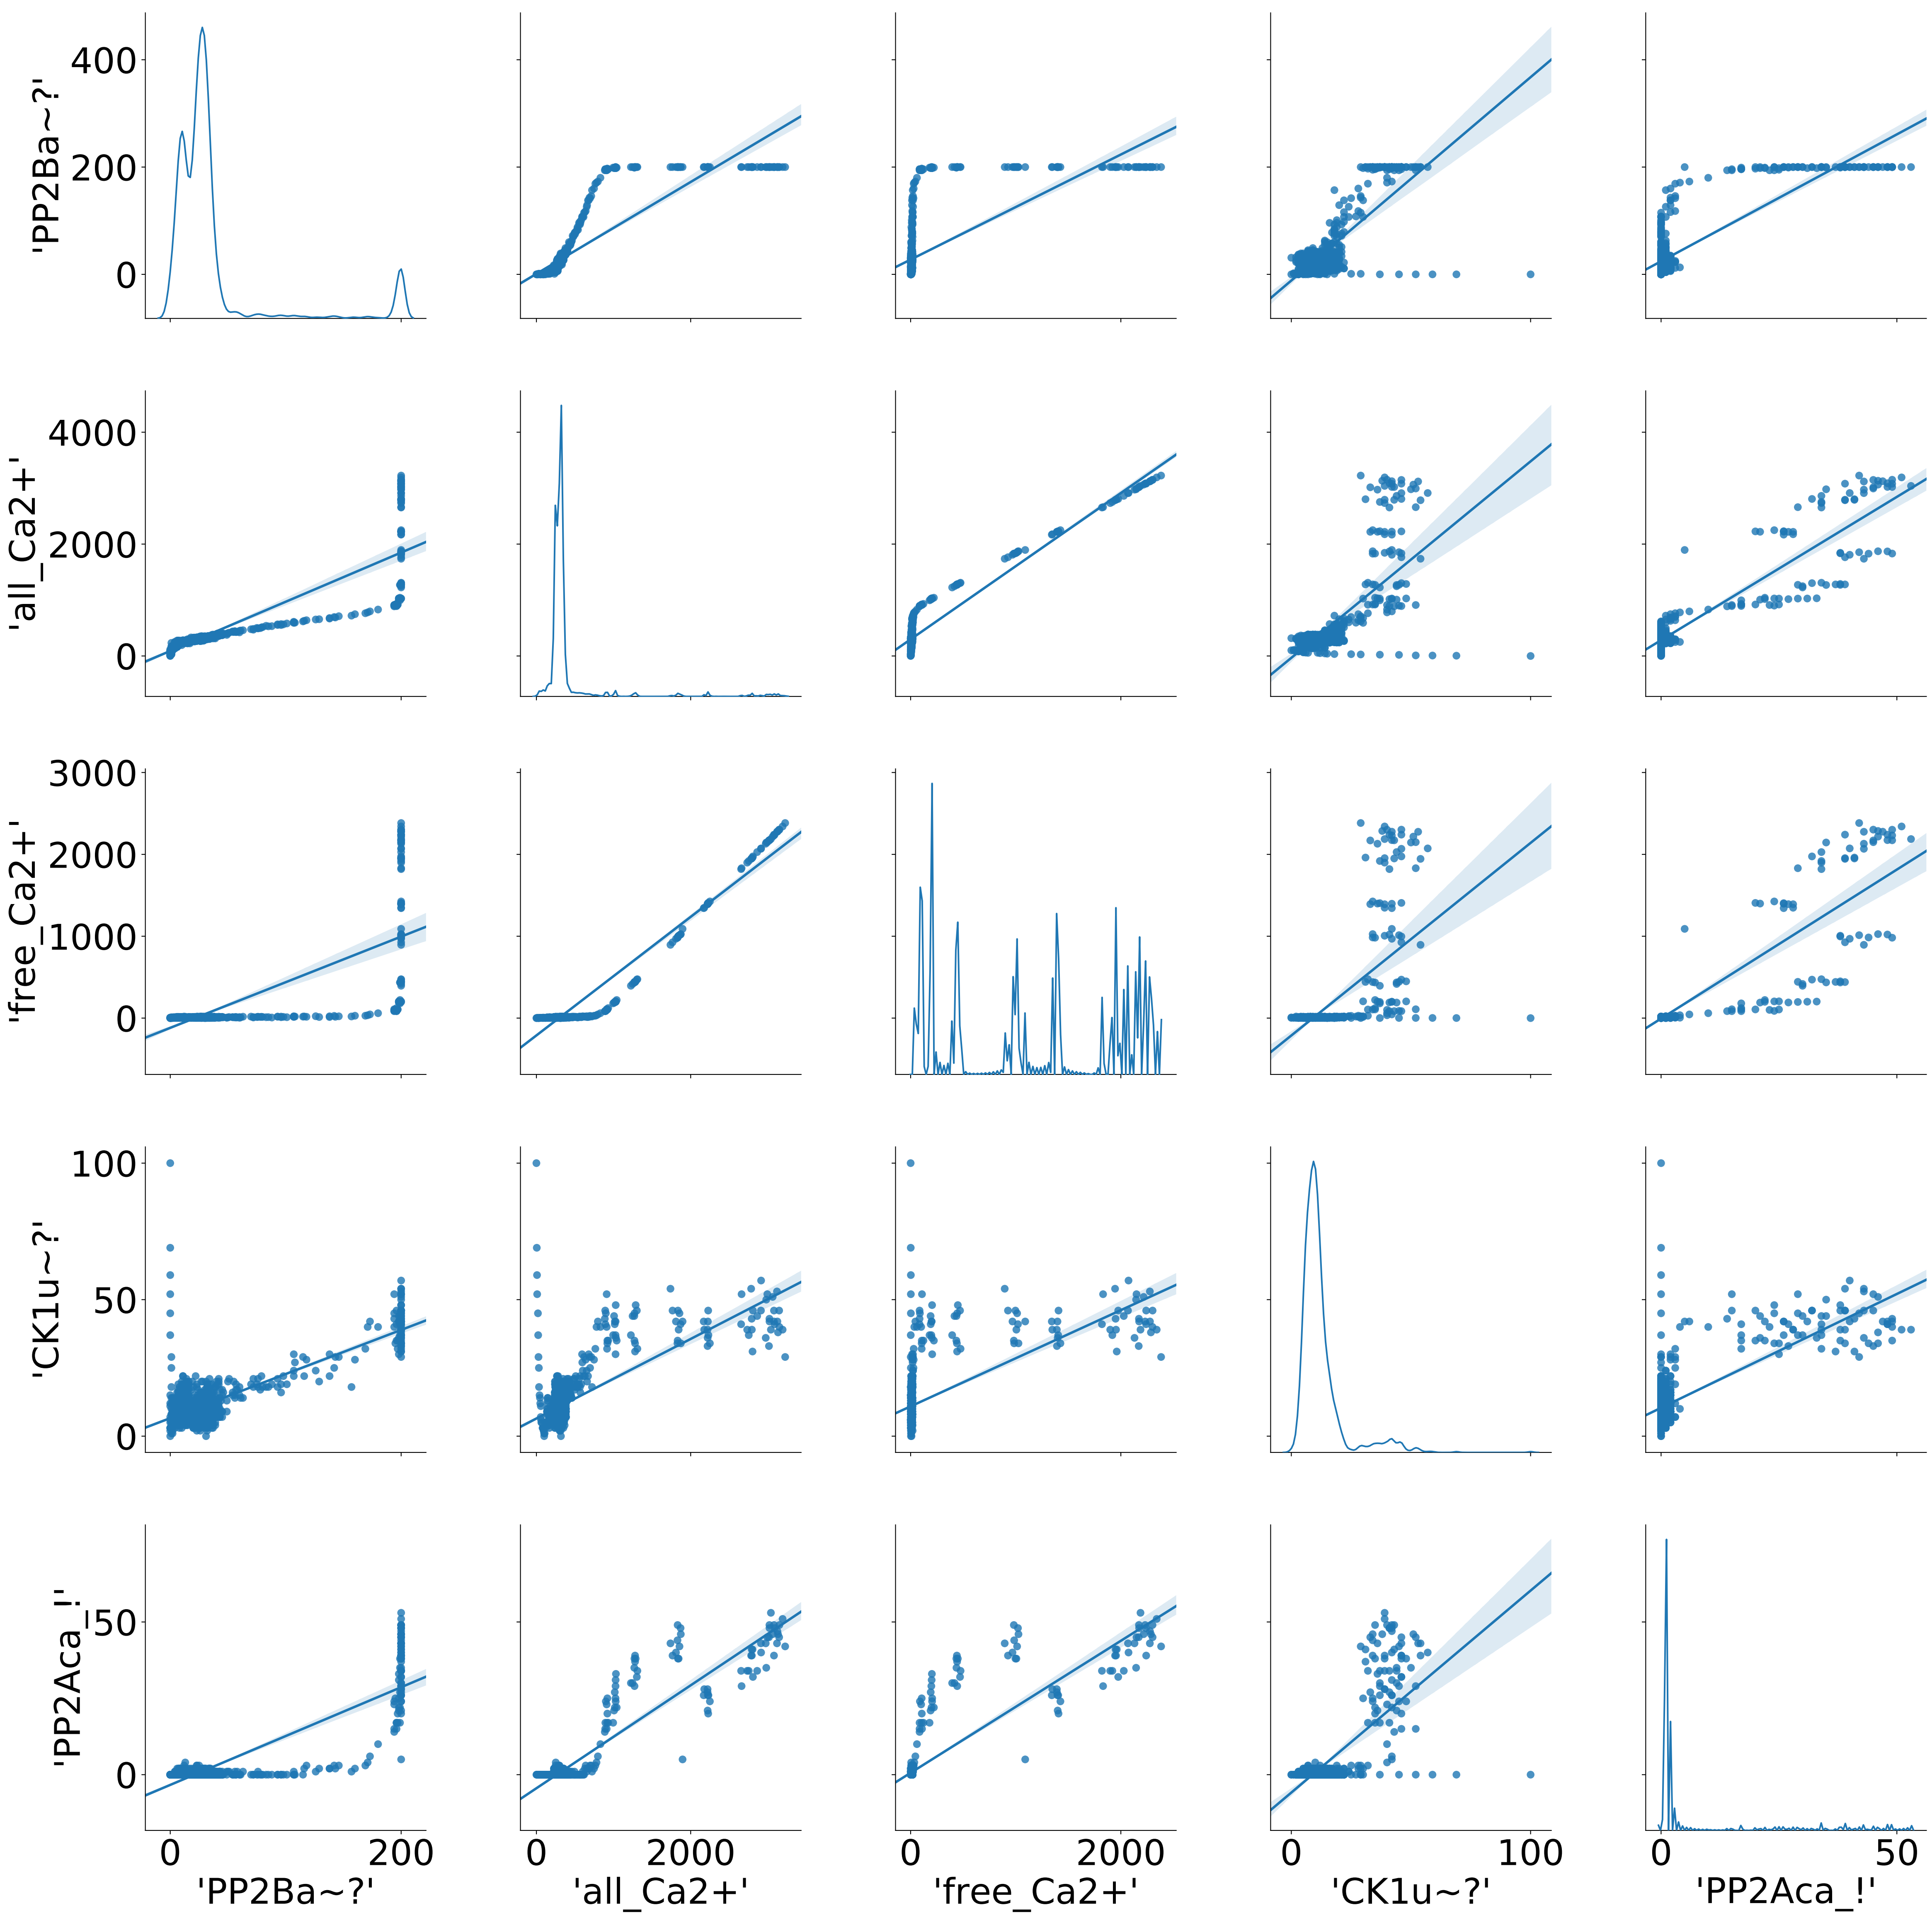 400
200
0
'PP2Ba~?'
4000
2000
0
'all_Ca2+'
3000
2000
1000
0
'free_Ca2+'
100
50
0
'CK1u~?'
50
0
'PP2Aca_!'
0 200 0 2000 0 2000 0 100 0 50
'PP2Ba~?' 'all_Ca2+' 'free_Ca2+' 'CK1u~?' 'PP2Aca_!'